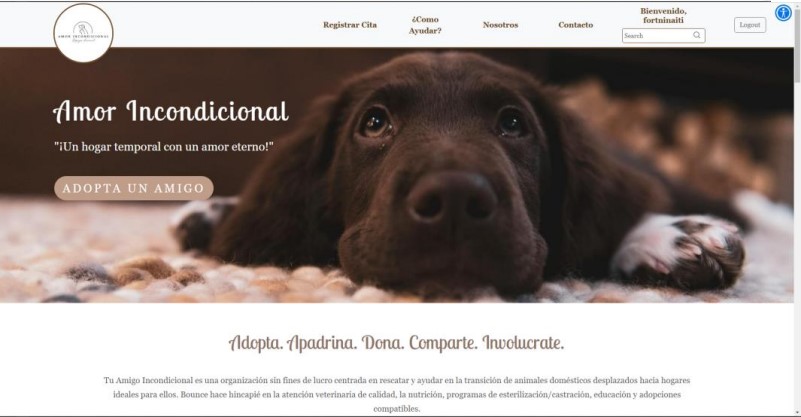 AMOR INCONDICIONAL
Registrar Cita
¿Como
Ayudar?
Nosotros
Contacto
Bienvenido,
fortninaiti
Search
Logout
Amor Incondicional
"¡Un hogar temporal con un amor eterno!"
ADOPTA UN AMIGO
Adopta. Apadrina. Dona. Comparte. Involucrate.
Tu Amigo Incondicional es una organización sin fines de lucro centrada en rescatar y ayudar en la transición de animales domésticos desplazados hacia hogares
ideales para ellos. Bounce hace hincapié en la atención veterinaria de calidad, la nutrición, programas de esterilización/castración, educación y adopciones
compatibles.